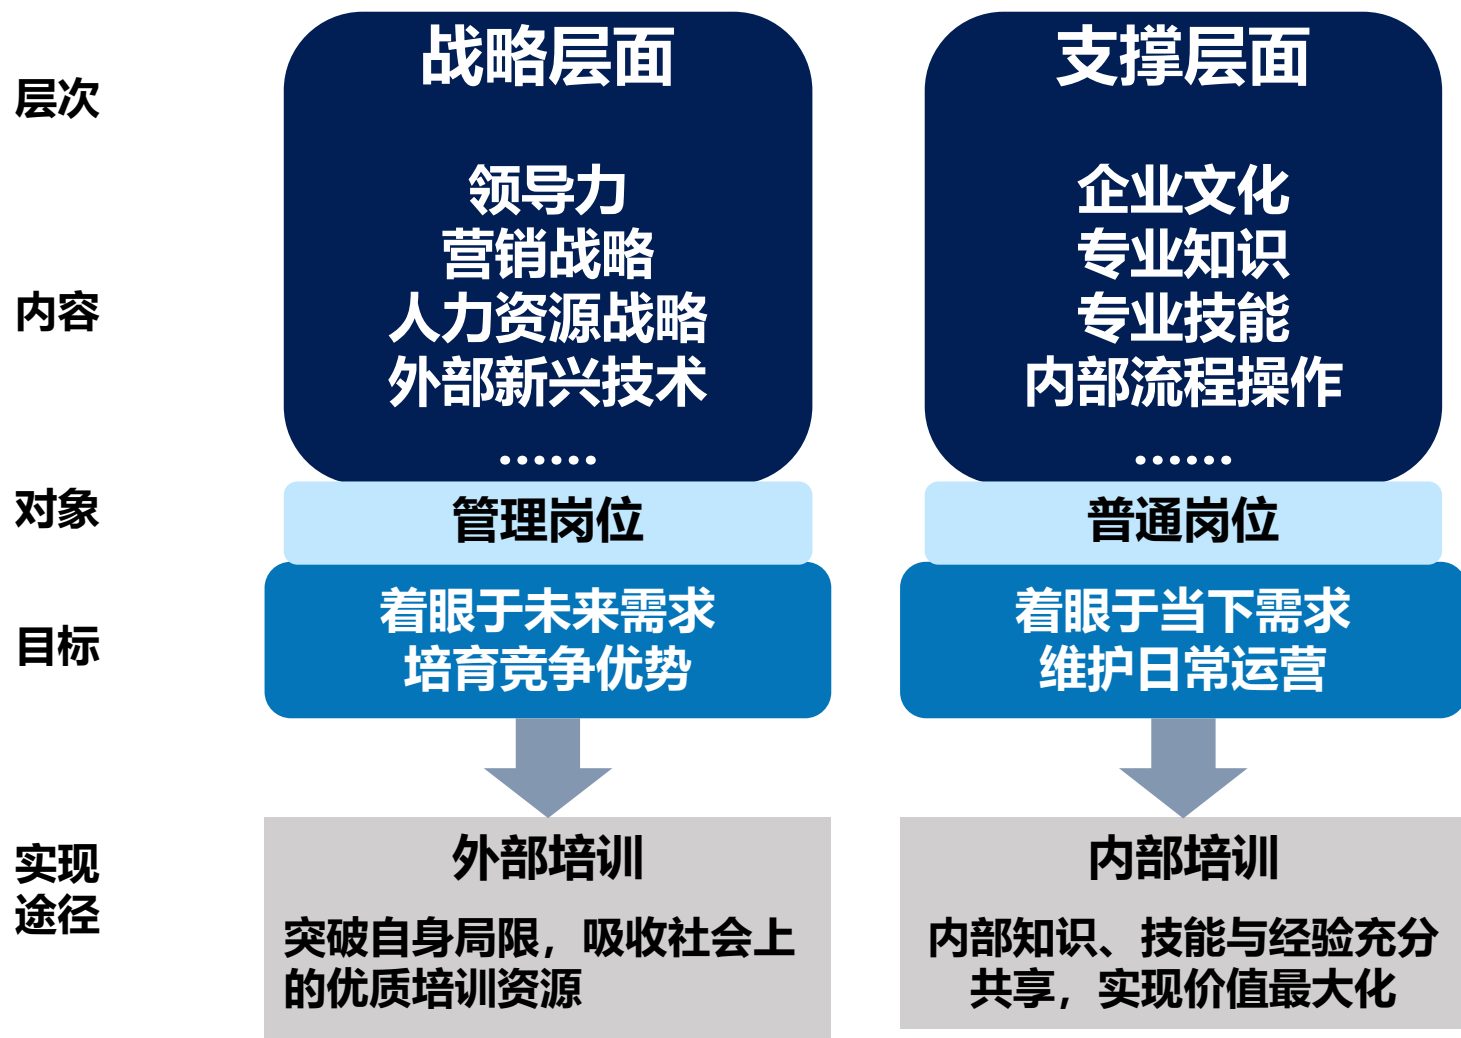 层次
战略层面
支撑层面
内容
领导力
营销战略
人力资源战略
外部新兴技术
……
企业文化
专业知识
专业技能
内部流程操作
……
对象
管理岗位
普通岗位
目标
着眼于未来需求
培育竞争优势
着眼于当下需求
维护日常运营
实现
途径
外部培训
突破自身局限，吸收社会上
的优质培训资源
内部培训
内部知识、技能与经验充分
共享，实现价值最大化